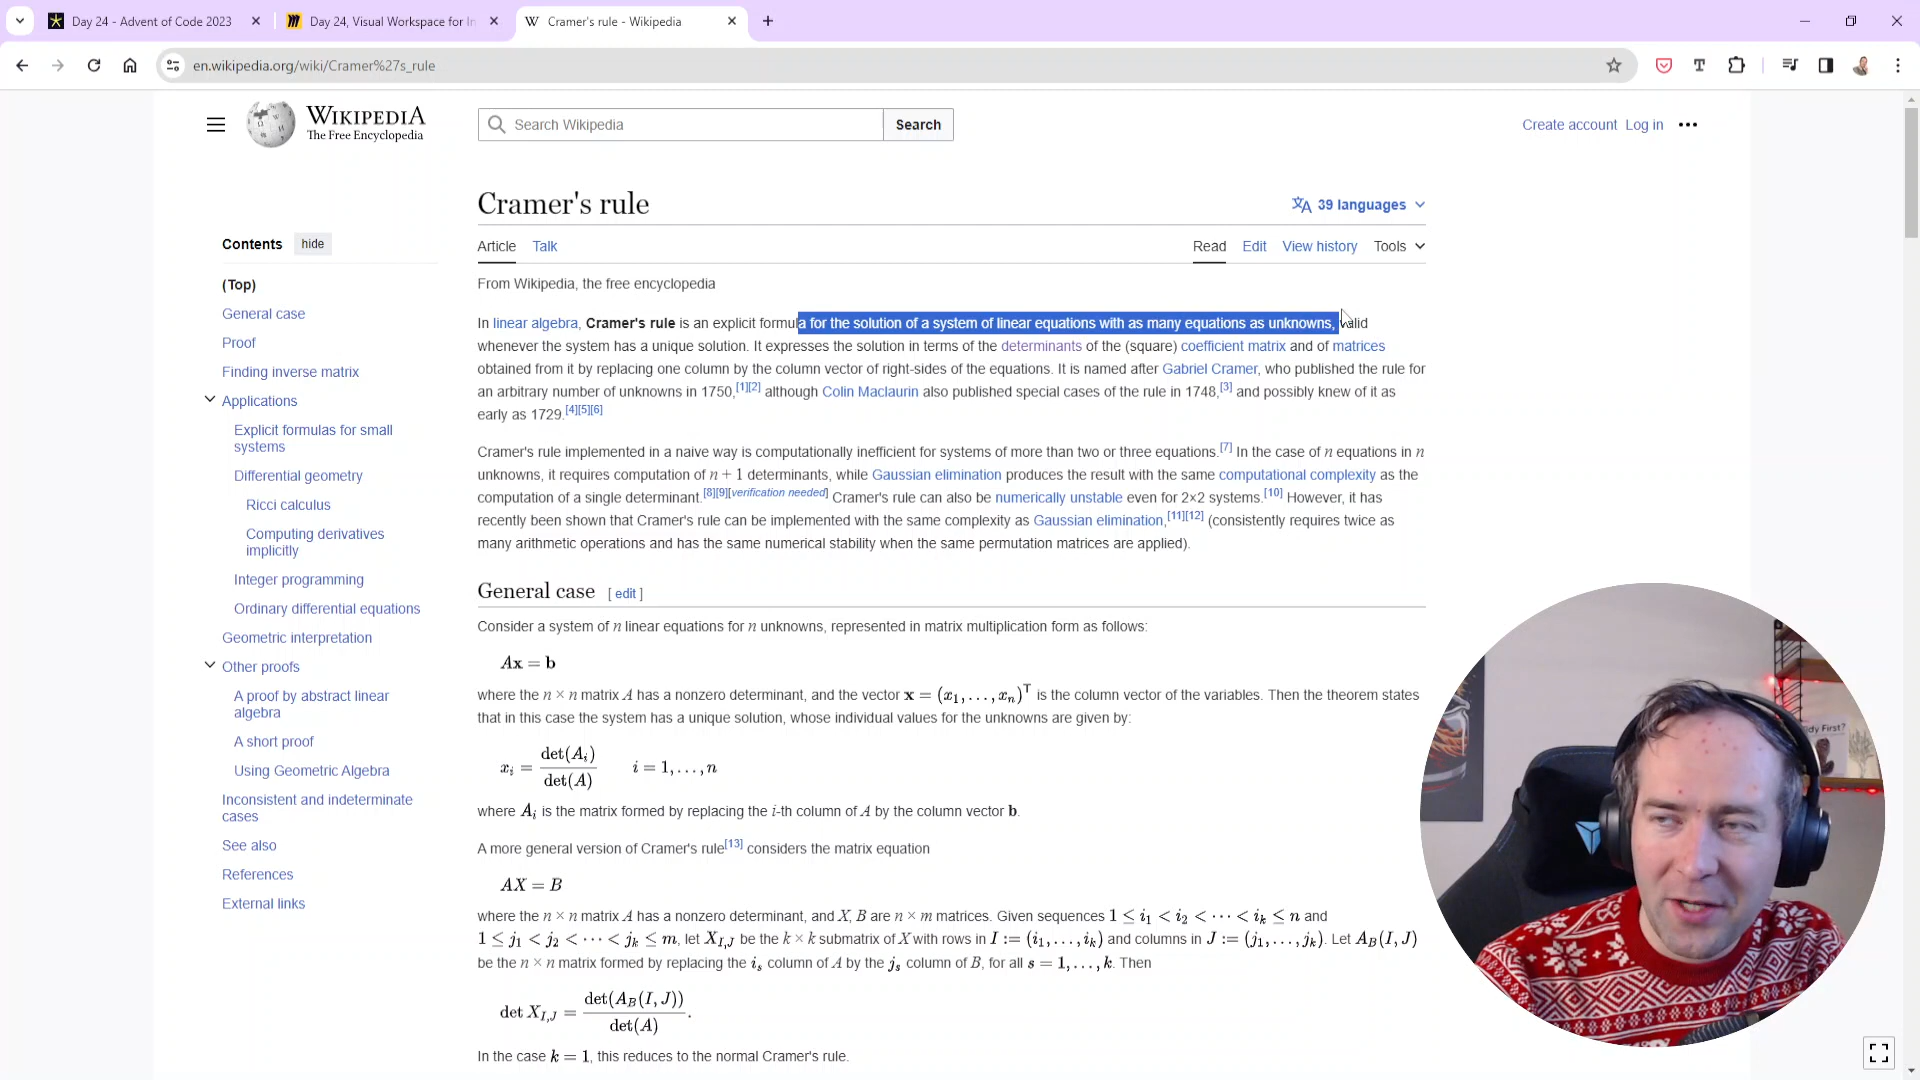 Day 24 - Advent of Code 2023
Day 24, Visual Workspace for In
Cramer's rule - Wikipedia
en.wikipedia.org/wiki/Cramer%27s_rule
WIKIPEDIA
The Free Encyclopedia
Search Wikipedia
Search
Create account Log in
Cramer's rule
39 languages
Contents hide
Article Talk
Read Edit View history Tools
From Wikipedia, the free encyclopedia
(Top)
General case
Proof
Finding inverse matrix
Applications
Explicit formulas for small
systems
Differential geometry
Ricci calculus
Computing derivatives
implicitly
Integer programming
Ordinary differential equations
Geometric interpretation
Other proofs
A proof by abstract linear
algebra
A short proof
Using Geometric Algebra
Inconsistent and indeterminate
cases
See also
References
External links
In linear algebra, Cramer's rule is an explicit formula for the solution of a system of linear equations with as many equations as unknowns, valid
whenever the system has a unique solution. It expresses the solution in terms of the determinants of the (square) coefficient matrix and of matrices
obtained from it by replacing one column by the column vector of right-sides of the equations. It is named after Gabriel Cramer, who published the rule for
an arbitrary number of unknowns in 1750,[1][2] although Colin Maclaurin also published special cases of the rule in 1748,[3] and possibly knew of it as
early as 1729.[4][5][6]
Cramer's rule implemented in a naive way is computationally inefficient for systems of more than two or three equations.[7] In the case of n equations in n
unknowns, it requires computation of n + 1 determinants, while Gaussian elimination produces the result with the same computational complexity as the
computation of a single determinant.[8][9][verification needed] Cramer's rule can also be numerically unstable even for 2×2 systems.[10] However, it has
recently been shown that Cramer's rule can be implemented with the same complexity as Gaussian elimination,[11][12] (consistently requires twice as
many arithmetic operations and has the same numerical stability when the same permutation matrices are applied).
General case [ edit ]
Consider a system of n linear equations for n unknowns, represented in matrix multiplication form as follows:
Ax = b
where the n × n matrix A has a nonzero determinant, and the vector x = (x₁, . . . , xₙ)ᵀ is the column vector of the variables. Then the theorem states
that in this case the system has a unique solution, whose individual values for the unknowns are given by:
xᵢ = det(Aᵢ) / det(A) i = 1, . . . , n
where Aᵢ is the matrix formed by replacing the i-th column of A by the column vector b.
A more general version of Cramer's rule[13] considers the matrix equation
AX = B
where the n × n matrix A has a nonzero determinant, and X, B are n × m matrices. Given sequences 1 ≤ i₁ < i₂ < ⋯ < iₖ ≤ n and
1 ≤ j₁ < j₂ < ⋯ < jₖ ≤ m, let X_{I,J} be the k × k submatrix of X with rows in I := (i₁, . . . , iₖ) and columns in J := (j₁, . . . , jₖ). Let A_B(I, J)
be the n × n matrix formed by replacing the iₛ column of A by the jₛ column of B, for all s = 1, . . . , k. Then
det X_{I,J} = det(A_B(I, J)) / det(A).
In the case k = 1, this reduces to the normal Cramer's rule.